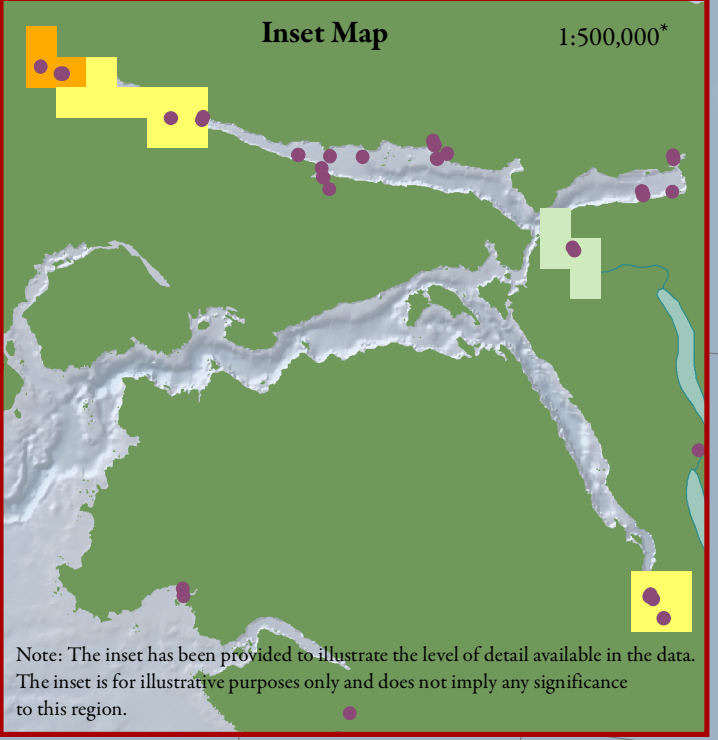 Inset Map
1:500,000*
Note: The inset has been provided to illustrate the level of detail available in the data.
The inset is for illustrative purposes only and does not imply any significance
to this region.